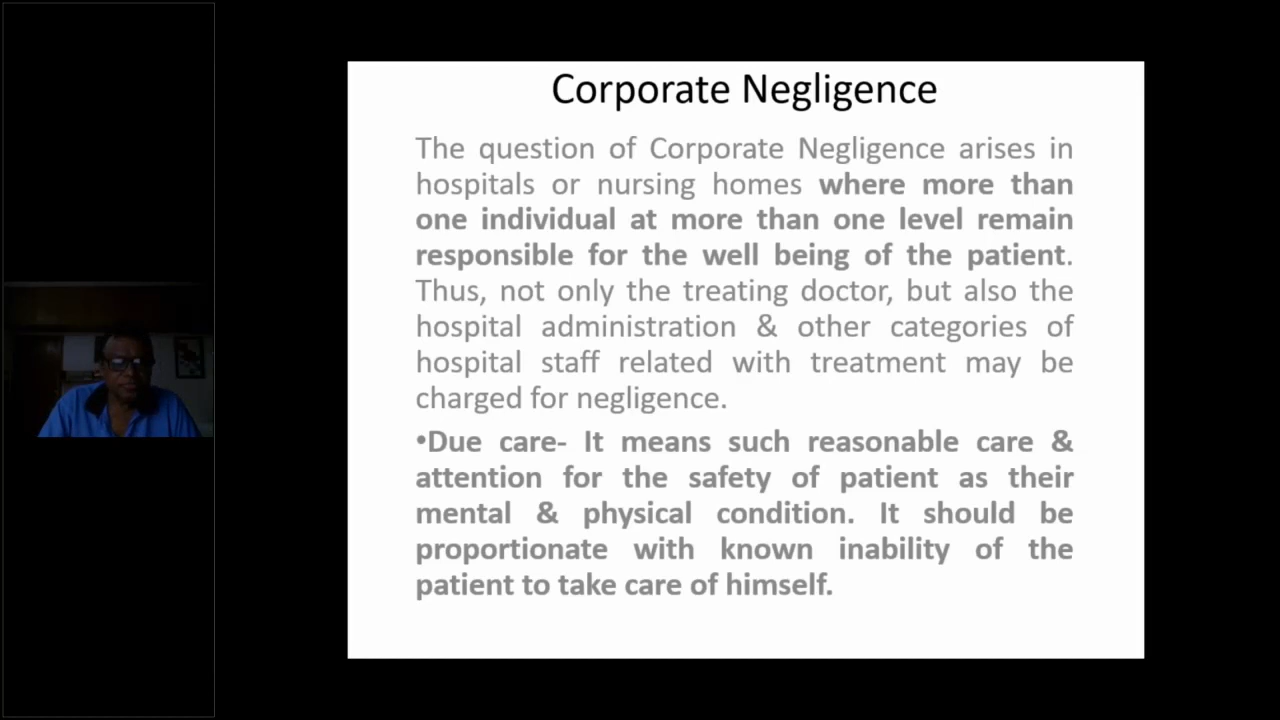 Corporate Negligence
The question of Corporate Negligence arises in
hospitals or nursing homes where more than
one individual at more than one level remain
responsible for the well being of the patient.
Thus, not only the treating doctor, but also the
hospital administration & other categories of
hospital staff related with treatment may be
charged for negligence.
•Due care- It means such reasonable care &
attention for the safety of patient as their
mental & physical condition. It should be
proportionate with known inability of the
patient to take care of himself.